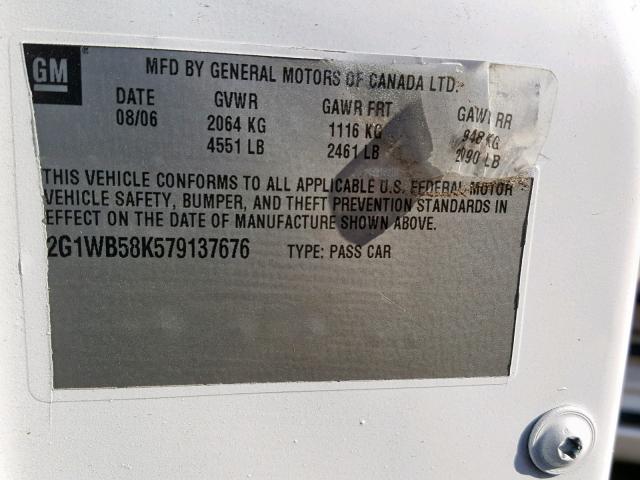 GM
MFD BY GENERAL MOTORS OF CANADA LTD.
DATE GVWR GAWR FRT GAWR RR
08/06 2064 KG 1116 KG 948 KG
4551 LB 2461 LB 2090 LB
THIS VEHICLE CONFORMS TO ALL APPLICABLE U.S. FEDERAL MOTOR
VEHICLE SAFETY, BUMPER, AND THEFT PREVENTION STANDARDS IN
EFFECT ON THE DATE OF MANUFACTURE SHOWN ABOVE.
2G1WB58K579137676 TYPE: PASS CAR